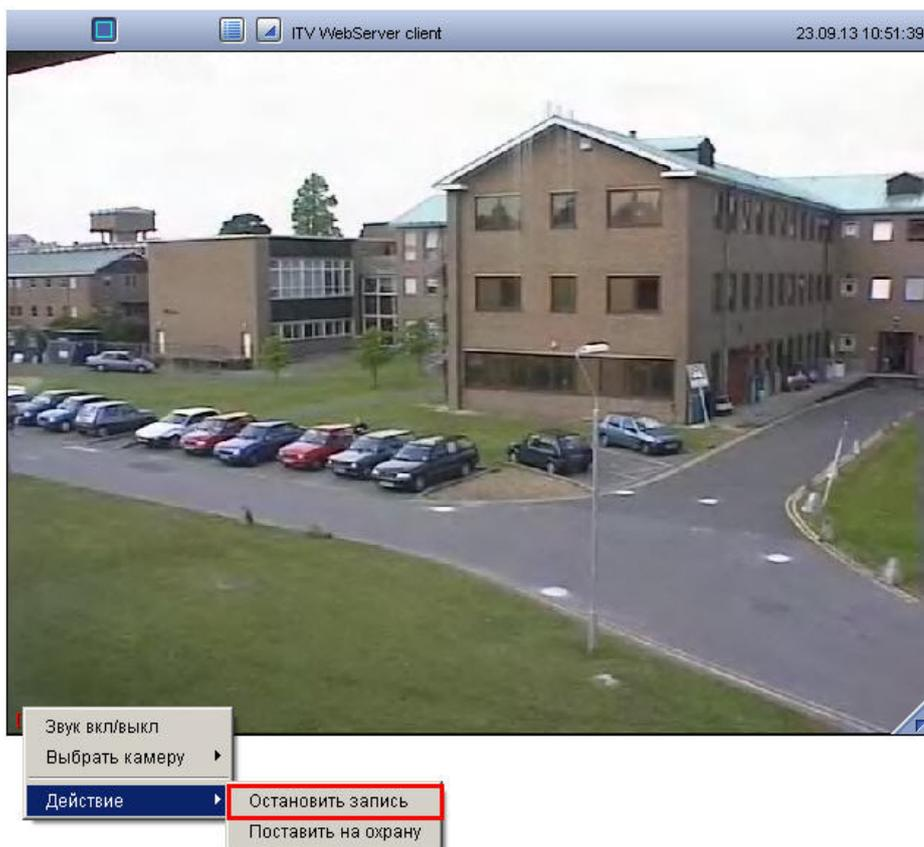 ITV WebServer client
23.09.13 10:51:39
Звук вкл/выкл
Выбрать камеру
Действие
Остановить запись
Поставить на охрану